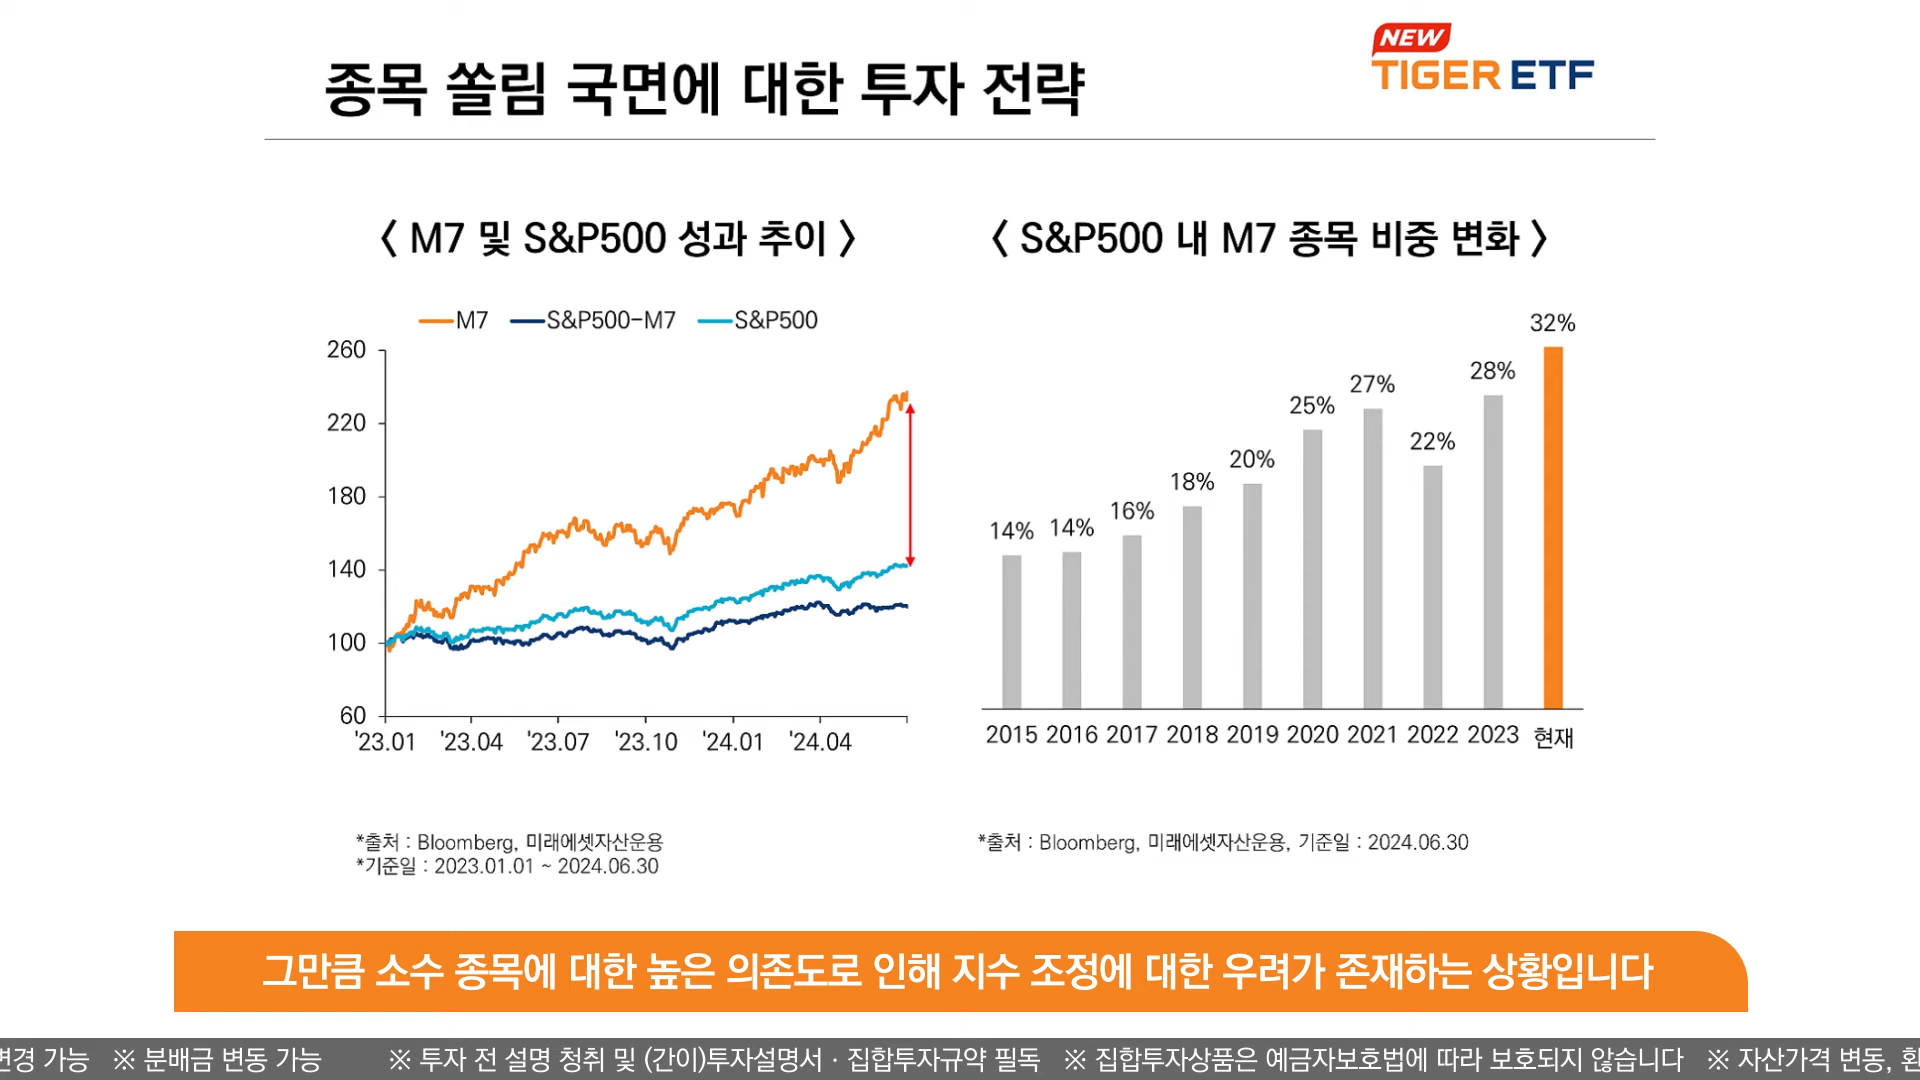 종목 쏠림 국면에 대한 투자 전략
NEW
TIGER ETF
〈 M7 및 S&P500 성과 추이 〉
M7 S&P500-M7 S&P500
260
220
180
140
100
60
'23.01 '23.04 '23.07 '23.10 '24.01 '24.04
*출처 : Bloomberg, 미래에셋자산운용
*기준일 : 2023.01.01 ~ 2024.06.30
〈 S&P500 내 M7 종목 비중 변화 〉
14% 14% 16% 18% 20% 25% 27% 22% 28% 32%
2015 2016 2017 2018 2019 2020 2021 2022 2023 현재
*출처 : Bloomberg, 미래에셋자산운용, 기준일 : 2024.06.30
그만큼 소수 종목에 대한 높은 의존도로 인해 지수 조정에 대한 우려가 존재하는 상황입니다
변경 가능 ※ 분배금 변동 가능 ※ 투자 전 설명 청취 및 (간이)투자설명서 · 집합투자규약 필독 ※ 집합투자상품은 예금자보호법에 따라 보호되지 않습니다 ※ 자산가격 변동,